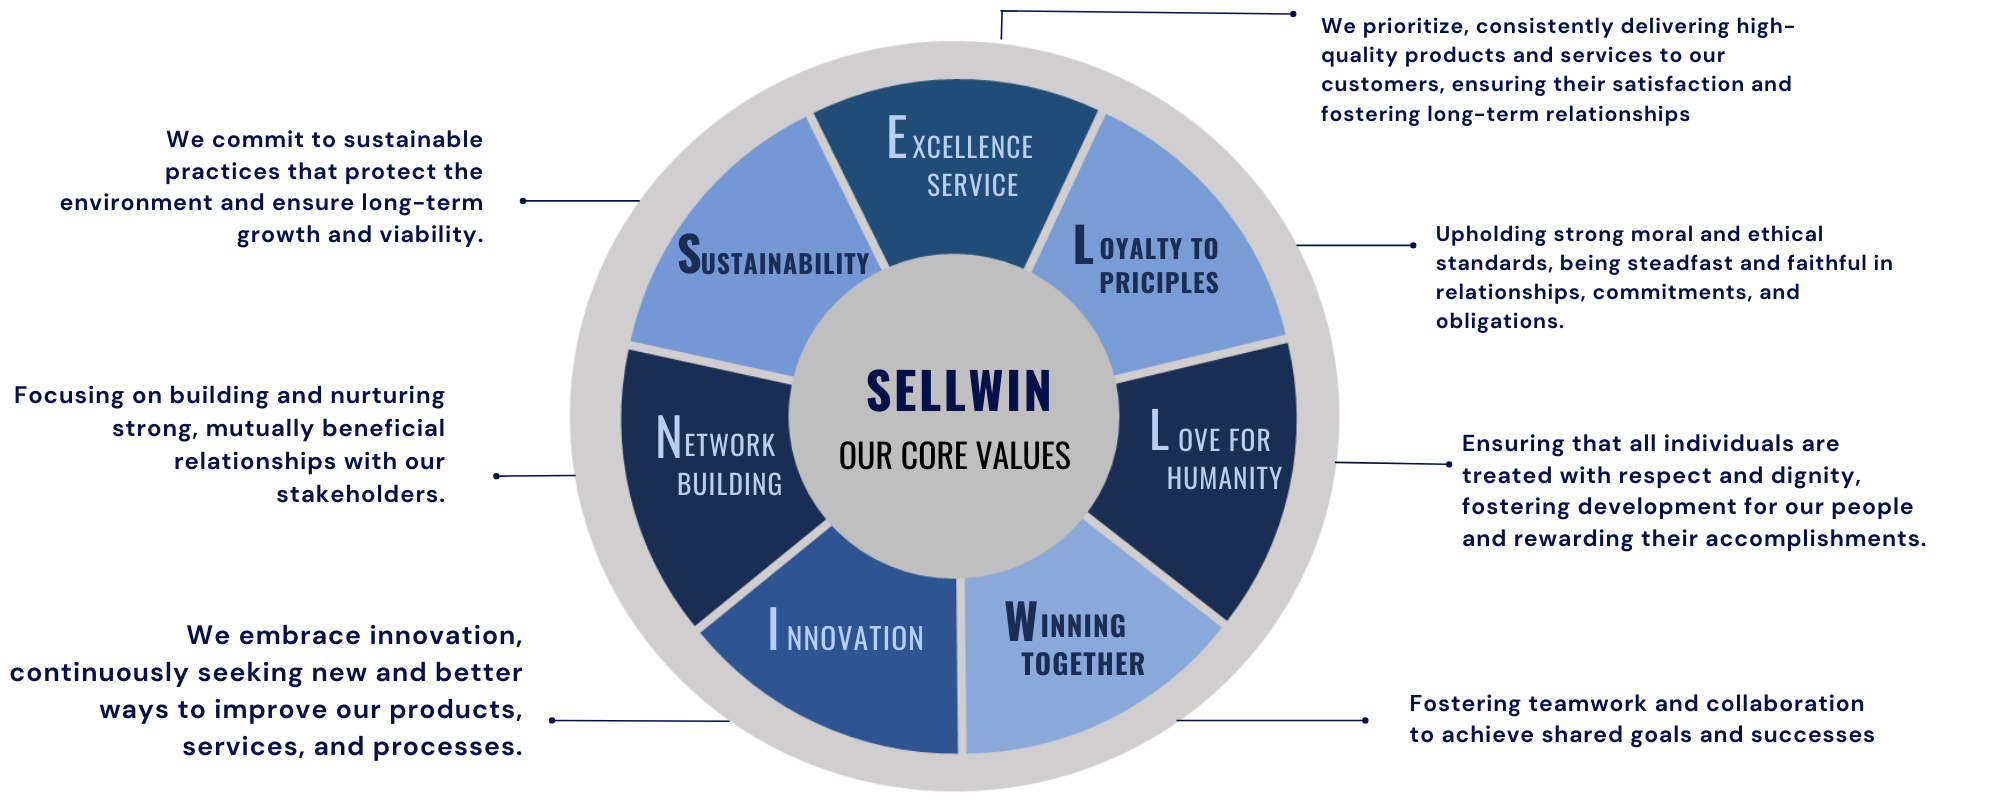 SELLWIN
OUR CORE VALUES
SUSTAINABILITY
We commit to sustainable
practices that protect the
environment and ensure long-term
growth and viability.
EXCELLENCE
SERVICE
We prioritize, consistently delivering high-
quality products and services to our
customers, ensuring their satisfaction and
fostering long-term relationships
LOYALTY TO
PRICIPLES
Upholding strong moral and ethical
standards, being steadfast and faithful in
relationships, commitments, and
obligations.
LOVE FOR
HUMANITY
Ensuring that all individuals are
treated with respect and dignity,
fostering development for our people
and rewarding their accomplishments.
WINNING
TOGETHER
Fostering teamwork and collaboration
to achieve shared goals and successes
INNOVATION
We embrace innovation,
continuously seeking new and better
ways to improve our products,
services, and processes.
NETWORK
BUILDING
Focusing on building and nurturing
strong, mutually beneficial
relationships with our
stakeholders.